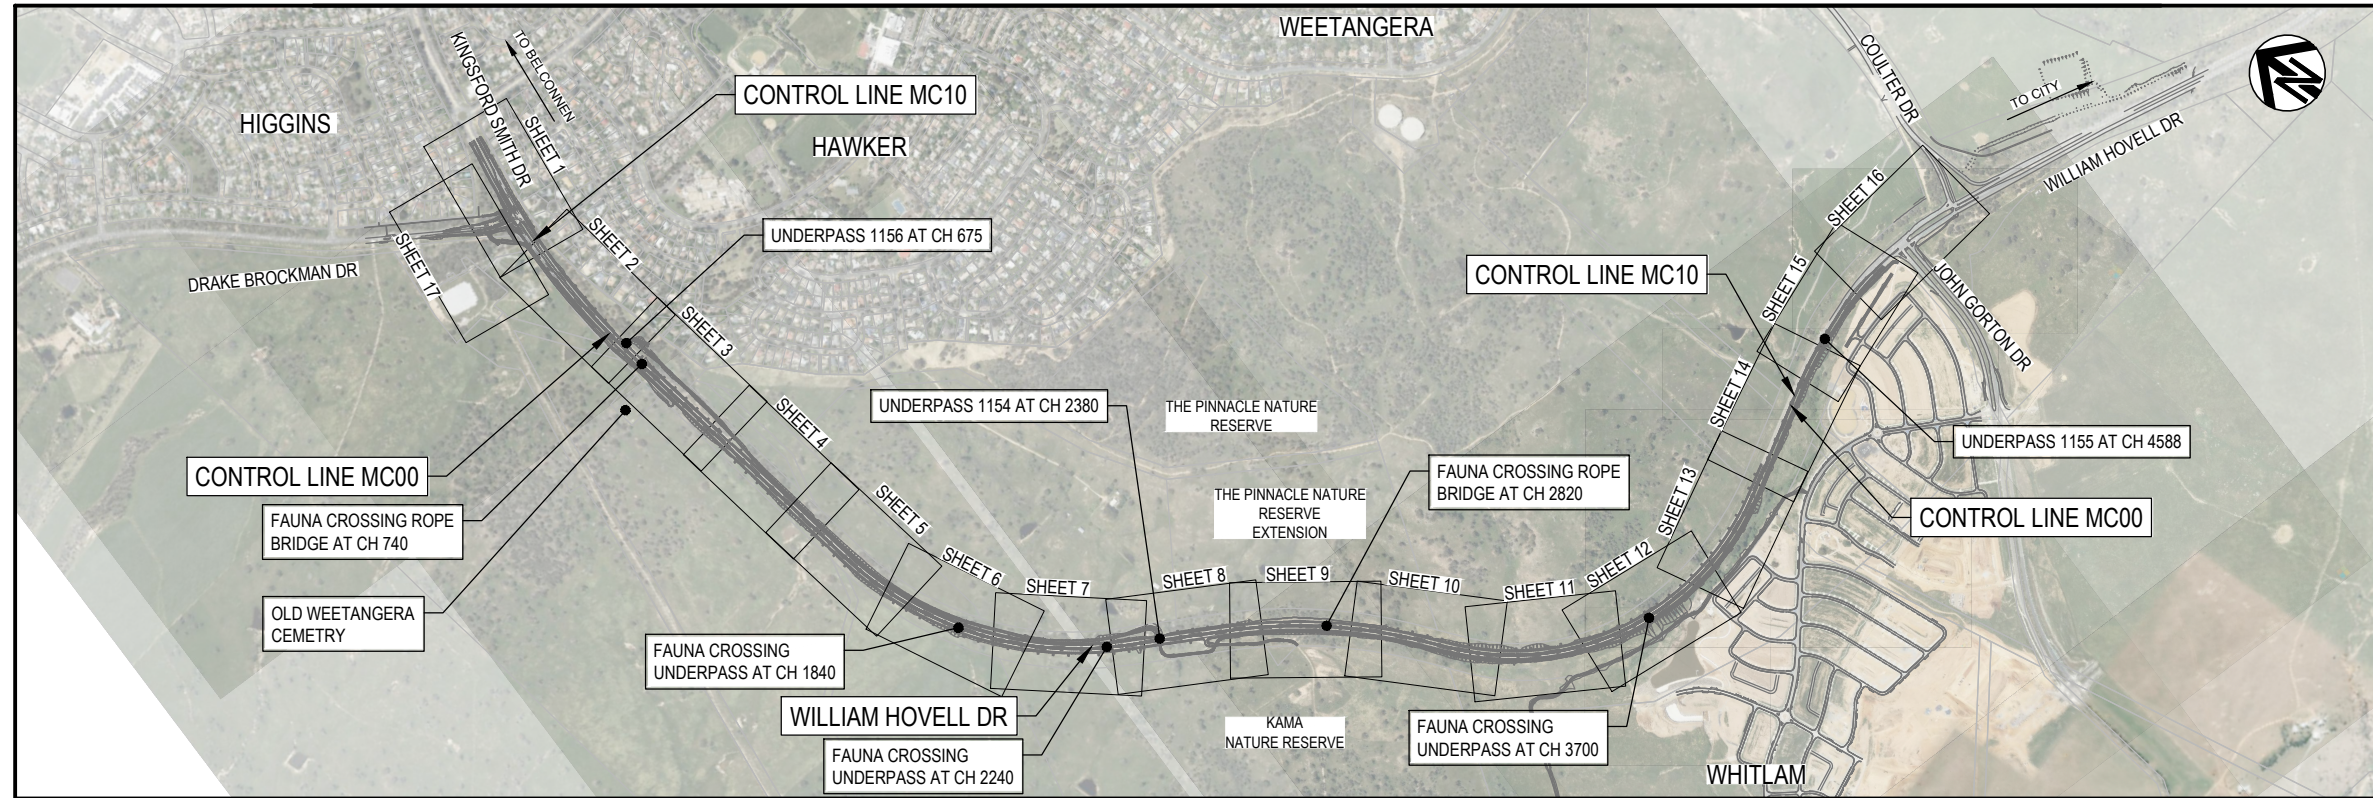 WEETANGERA
KINGSFORD SMITH DR
TO BELCONNEN
COULTER DR
TO CITY
WILLIAM HOVELL DR
N
CONTROL LINE MC10
HIGGINS
SHEET 1
HAWKER
SHEET 16
UNDERPASS 1156 AT CH 675
SHEET 2
SHEET 17
DRAKE BROCKMAN DR
CONTROL LINE MC10
SHEET 15
JOHN GORTON DR
SHEET 3
SHEET 14
UNDERPASS 1154 AT CH 2380
THE PINNACLE NATURE
RESERVE
SHEET 4
UNDERPASS 1155 AT CH 4588
CONTROL LINE MC00
FAUNA CROSSING ROPE
BRIDGE AT CH 2820
SHEET 13
THE PINNACLE NATURE
RESERVE
EXTENSION
SHEET 5
CONTROL LINE MC00
FAUNA CROSSING ROPE
BRIDGE AT CH 740
SHEET 6
SHEET 7
SHEET 8
SHEET 9
SHEET 10
SHEET 11
SHEET 12
OLD WEETANGERA
CEMETRY
FAUNA CROSSING
UNDERPASS AT CH 1840
WILLIAM HOVELL DR
KAMA
NATURE RESERVE
FAUNA CROSSING
UNDERPASS AT CH 3700
FAUNA CROSSING
UNDERPASS AT CH 2240
WHITLAM